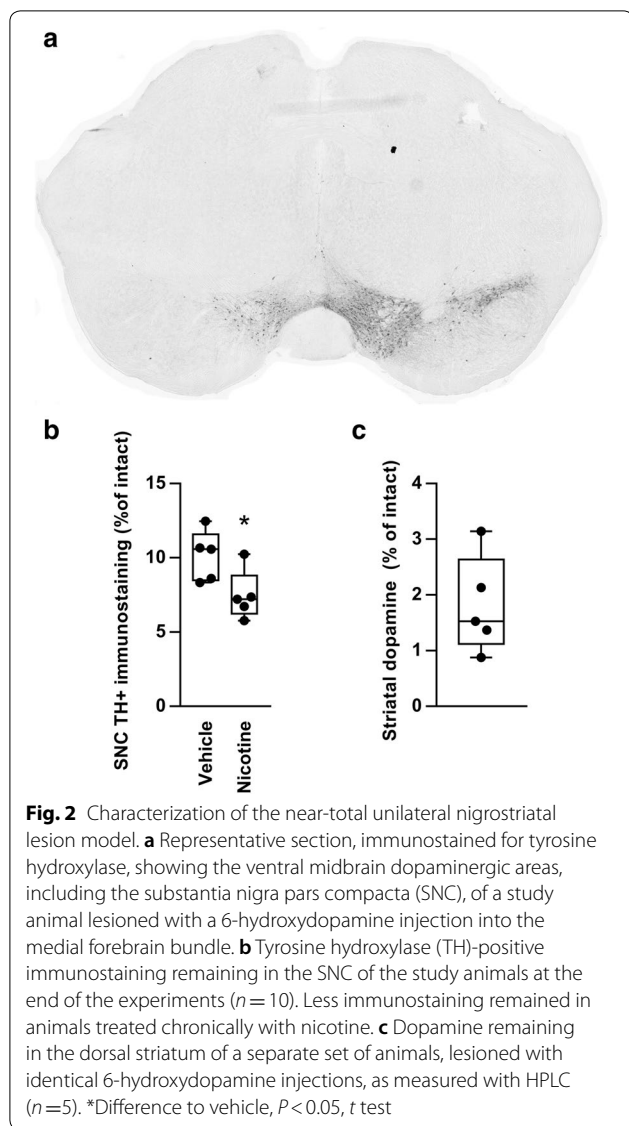 a
b
c
SNC TH+ immunostaining (%of intact)
15
10
5
0
*
Vehicle
Nicotine
Striatal dopamine (% of intact)
4
3
2
1
0
Fig. 2 Characterization of the near-total unilateral nigrostriatal
lesion model. a Representative section, immunostained for tyrosine
hydroxylase, showing the ventral midbrain dopaminergic areas,
including the substantia nigra pars compacta (SNC), of a study
animal lesioned with a 6-hydroxydopamine injection into the
medial forebrain bundle. b Tyrosine hydroxylase (TH)-positive
immunostaining remaining in the SNC of the study animals at the
end of the experiments (n = 10). Less immunostaining remained in
animals treated chronically with nicotine. c Dopamine remaining
in the dorsal striatum of a separate set of animals, lesioned with
identical 6-hydroxydopamine injections, as measured with HPLC
(n =5). *Difference to vehicle, P < 0.05, t test